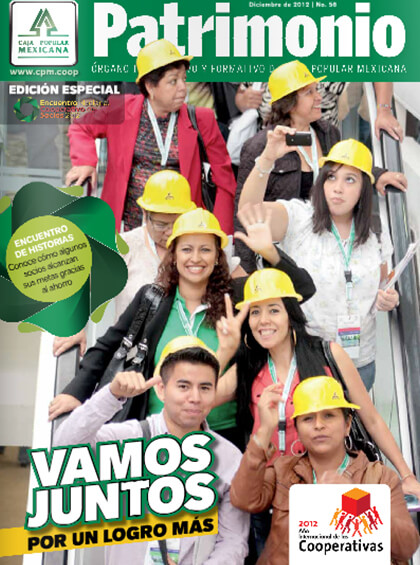 Diciembre de 2012 | No. 58
Patrimonio
CAJA POPULAR
MEXICANA
www.cpm.coop
ÓRGANO Y FORMATIVO POPULAR MEXICANA
EDICIÓN ESPECIAL
Encuentro
ENCUENTRO
DE HISTORIAS
Conoce cómo algunos
socios alcanzan
sus metas gracias
al ahorro
VAMOS
JUNTOS
POR UN LOGRO MÁS
2012
Año
Internacional de las
Cooperativas